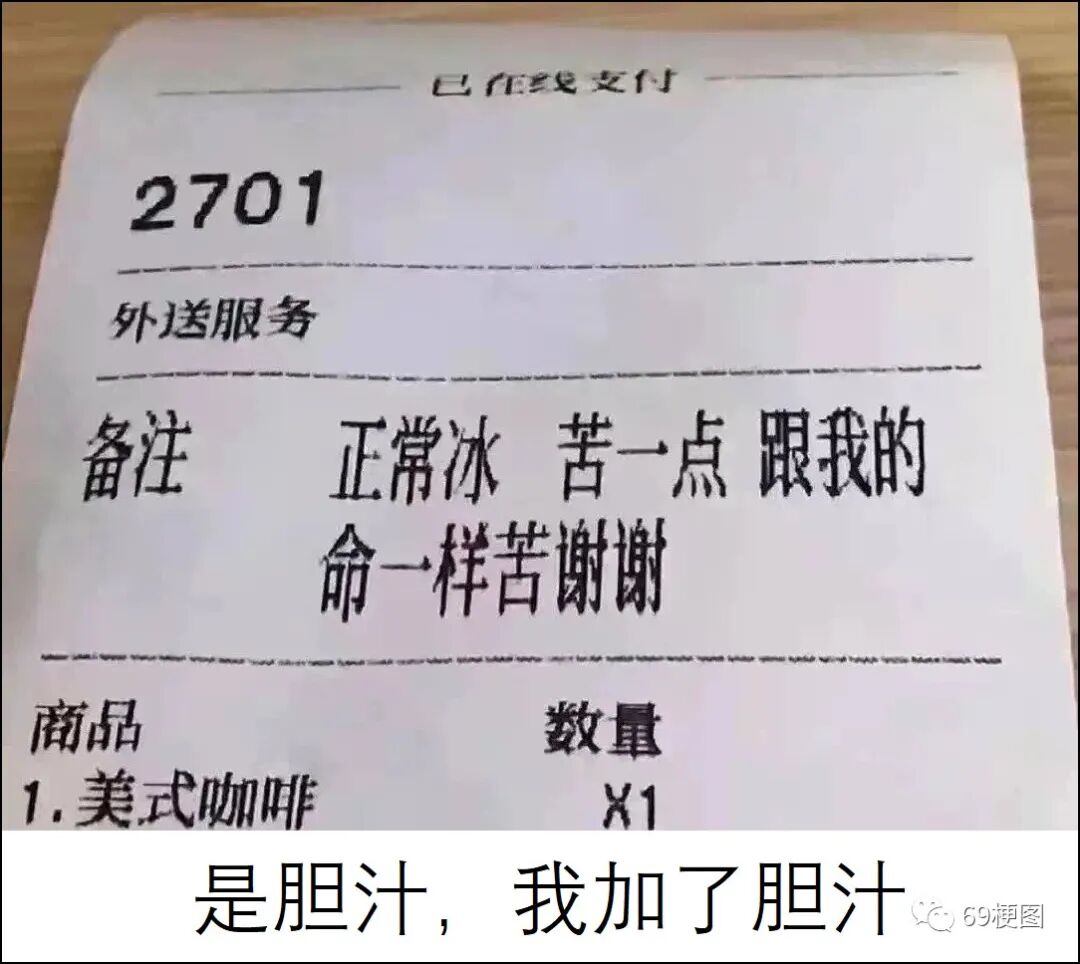 已在线支付
2701
外送服务
备注 正常冰 苦一点 跟我的
命一样苦谢谢
商品 数量
1.美式咖啡 X1
是胆汁，我加了胆汁
69梗图